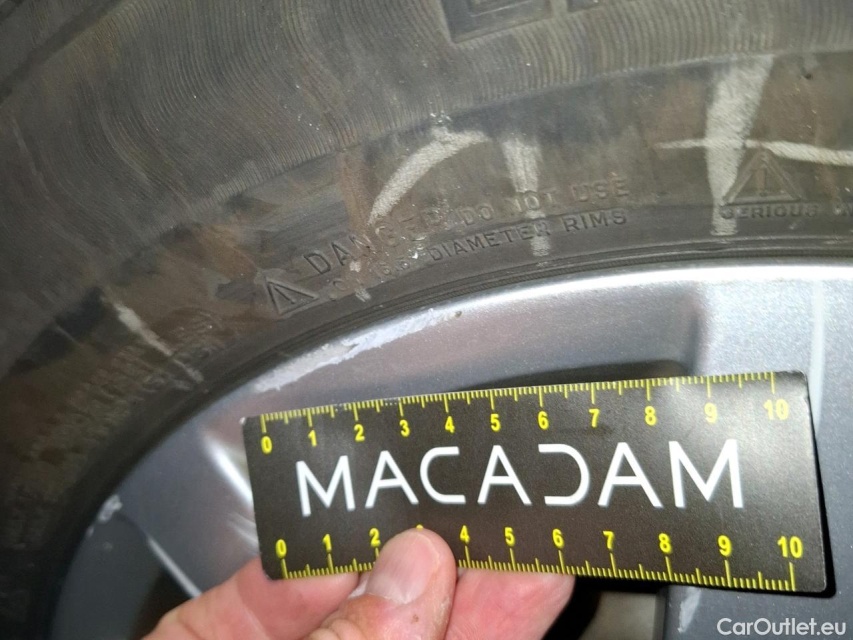 DANGER: DO NOT USE
DIAMETER RIMS
SERIOUS
0 1 2 3 4 5 6 7 8 9 10
MACADAM
0 1 2 4 5 6 7 8 9 10
CarOutlet.eu